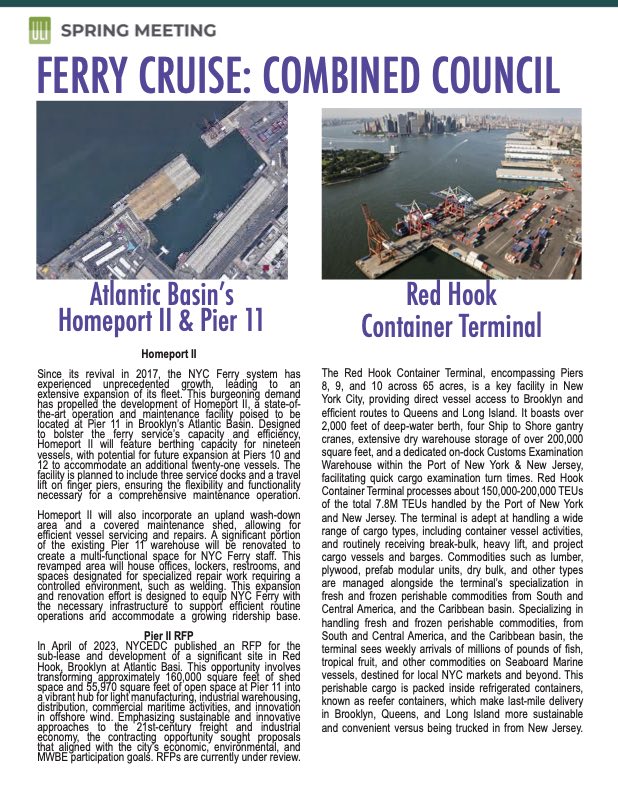 ULI SPRING MEETING
FERRY CRUISE: COMBINED COUNCIL
Atlantic Basin's
Homeport II & Pier 11
Homeport II
Since its revival in 2017, the NYC Ferry system has
experienced unprecedented growth, leading to an
extensive expansion of its fleet. This burgeoning demand
has propelled the development of Homeport II, a state-of-
the-art operation and maintenance facility poised to be
located at Pier 11 in Brooklyn's Atlantic Basin. Designed
to bolster the ferry service's capacity and efficiency,
Homeport II will feature berthing capacity for nineteen
vessels, with potential for future expansion at Piers 10 and
12 to accommodate an additional twenty-one vessels. The
facility is planned to include three service docks and a travel
lift on finger piers, ensuring the flexibility and functionality
necessary for a comprehensive maintenance operation.
Homeport II will also incorporate an upland wash-down
area and a covered maintenance shed, allowing for
efficient vessel servicing and repairs. A significant portion
of the existing Pier 11 warehouse will be renovated to
create a multi-functional space for NYC Ferry staff. This
revamped area will house offices, lockers, restrooms, and
spaces designated for specialized repair work requiring a
controlled environment, such as welding. This expansion
and renovation effort is designed to equip NYC Ferry with
the necessary infrastructure to support efficient routine
operations and accommodate a growing ridership base.
Pier II RFP
In April of 2023, NYCEDC published an RFP for the
sub-lease and development of a significant site in Red
Hook, Brooklyn at Atlantic Basi. This opportunity involves
transforming approximately 160,000 square feet of shed
space and 55,970 square feet of open space at Pier 11 into
a vibrant hub for light manufacturing, industrial warehousing,
distribution, commercial maritime activities, and innovation
in offshore wind. Emphasizing sustainable and innovative
approaches to the 21st-century freight and industrial
economy, the contracting opportunity sought proposals
that aligned with the city's economic, environmental, and
MWBE participation goals. RFPs are currently under review.
Red Hook
Container Terminal
The Red Hook Container Terminal, encompassing Piers
8, 9, and 10 across 65 acres, is a key facility in New
York City, providing direct vessel access to Brooklyn and
efficient routes to Queens and Long Island. It boasts over
2,000 feet of deep-water berth, four Ship to Shore gantry
cranes, extensive dry warehouse storage of over 200,000
square feet, and a dedicated on-dock Customs Examination
Warehouse within the Port of New York & New Jersey,
facilitating quick cargo examination turn times. Red Hook
Container Terminal processes about 150,000-200,000 TEUs
of the total 7.8M TEUs handled by the Port of New York
and New Jersey. The terminal is adept at handling a wide
range of cargo types, including container vessel activities,
and routinely receiving break-bulk, heavy lift, and project
cargo vessels and barges. Commodities such as lumber,
plywood, prefab modular units, dry bulk, and other types
are managed alongside the terminal's specialization in
fresh and frozen perishable commodities from South and
Central America, and the Caribbean basin. Specializing in
handling fresh and frozen perishable commodities, from
South and Central America, and the Caribbean basin, the
terminal sees weekly arrivals of millions of pounds of fish,
tropical fruit, and other commodities on Seaboard Marine
vessels, destined for local NYC markets and beyond. This
perishable cargo is packed inside refrigerated containers,
known as reefer containers, which make last-mile delivery
in Brooklyn, Queens, and Long Island more sustainable
and convenient versus being trucked in from New Jersey.